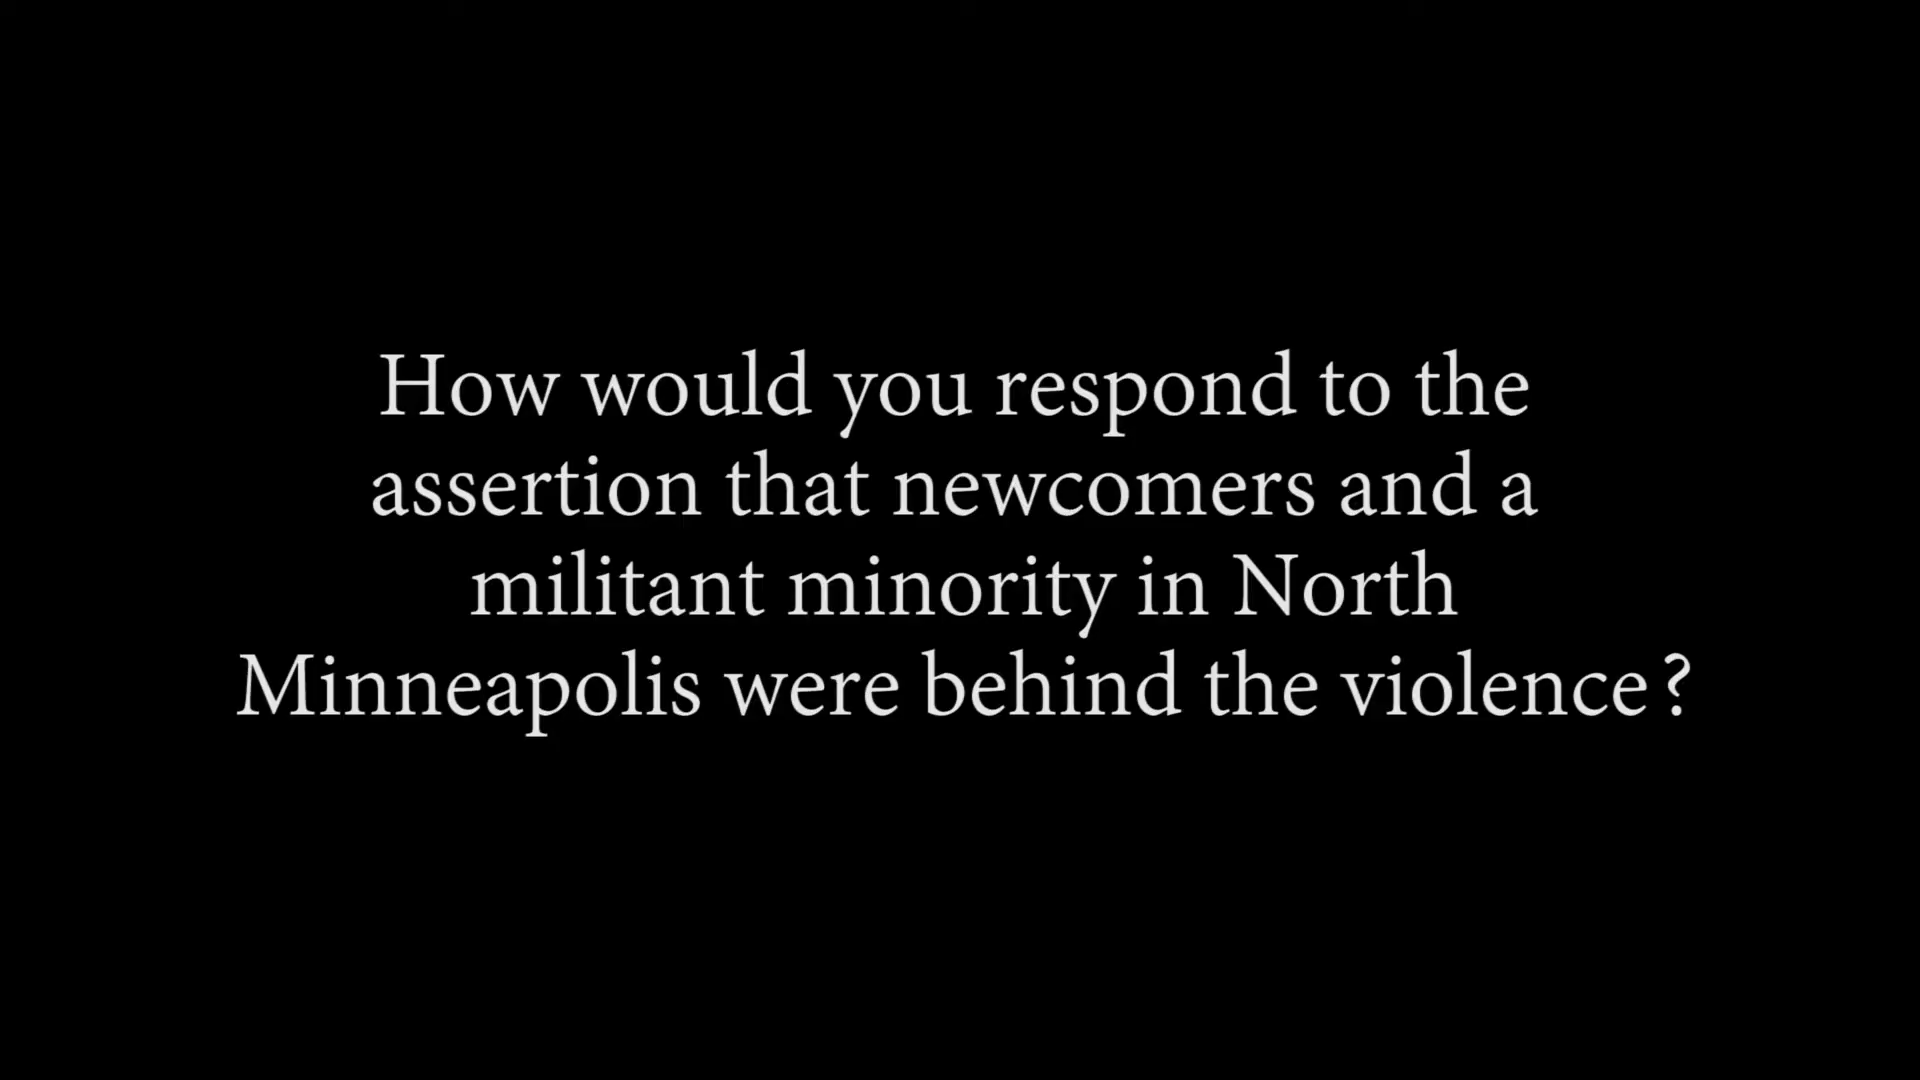 How would you respond to the
assertion that newcomers and a
militant minority in North
Minneapolis were behind the violence?